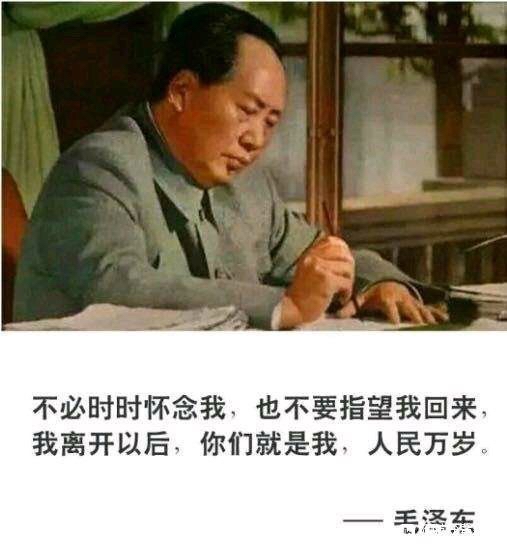 不必时时怀念我，也不要指望我回来，
我离开以后，你们就是我，人民万岁。
—— 毛泽东